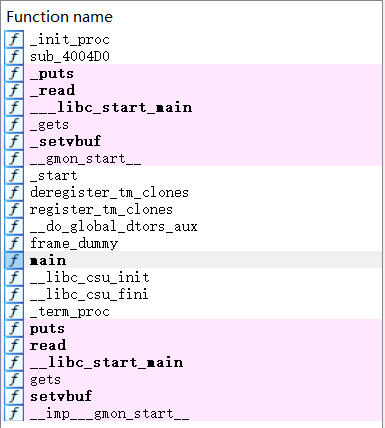 Function name
_init_proc
sub_4004D0
_puts
_read
___libc_start_main
_gets
_setvbuf
__gmon_start__
_start
deregister_tm_clones
register_tm_clones
__do_global_dtors_aux
frame_dummy
main
__libc_csu_init
__libc_csu_fini
_term_proc
puts
read
__libc_start_main
gets
setvbuf
__imp___gmon_start__